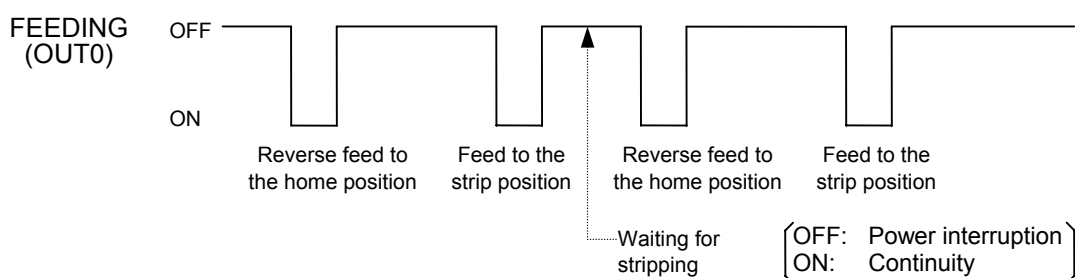 FEEDING
(OUT0)
OFF
ON
Reverse feed to
the home position
Feed to the
strip position
Reverse feed to
the home position
Feed to the
strip position
Waiting for
stripping
OFF: Power interruption
ON: Continuity